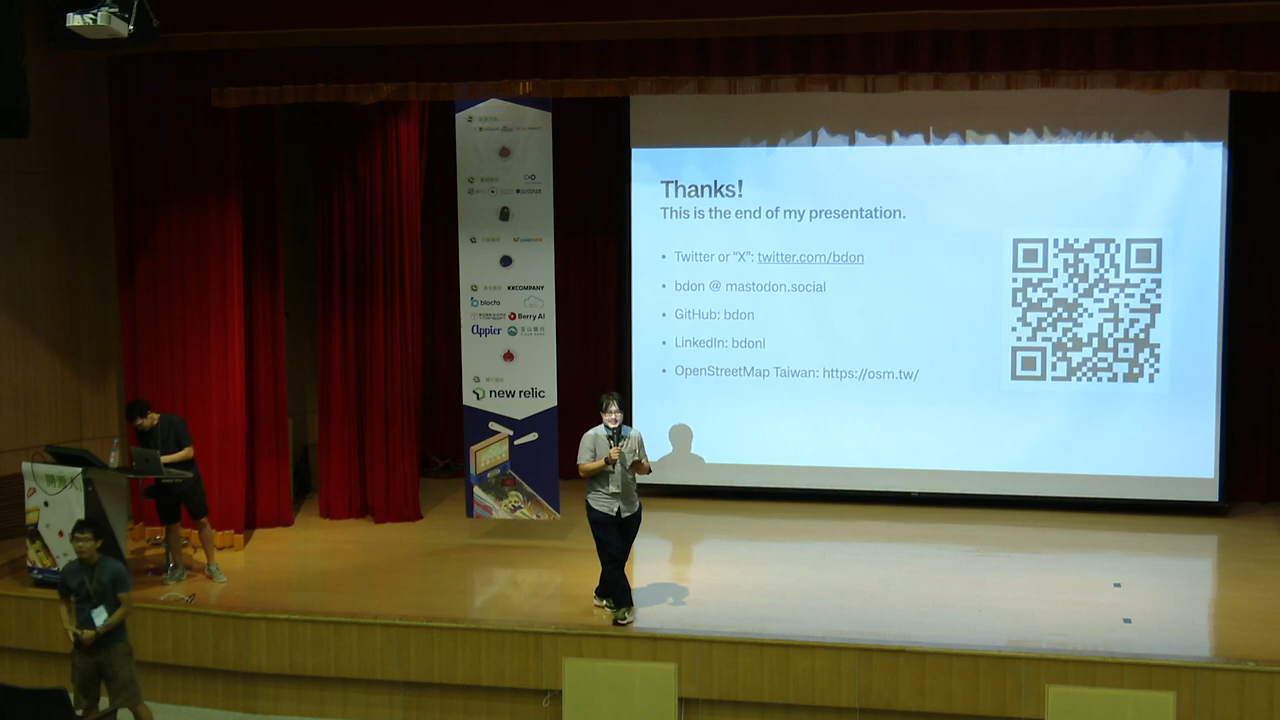 Thanks!
This is the end of my presentation.
• Twitter or “X”: twitter.com/bdon
• bdon @ mastodon.social
• GitHub: bdon
• LinkedIn: bdonl
• OpenStreetMap Taiwan: https://osm.tw/
KKCOMPANY
blocto
Berry AI
Appier
new relic